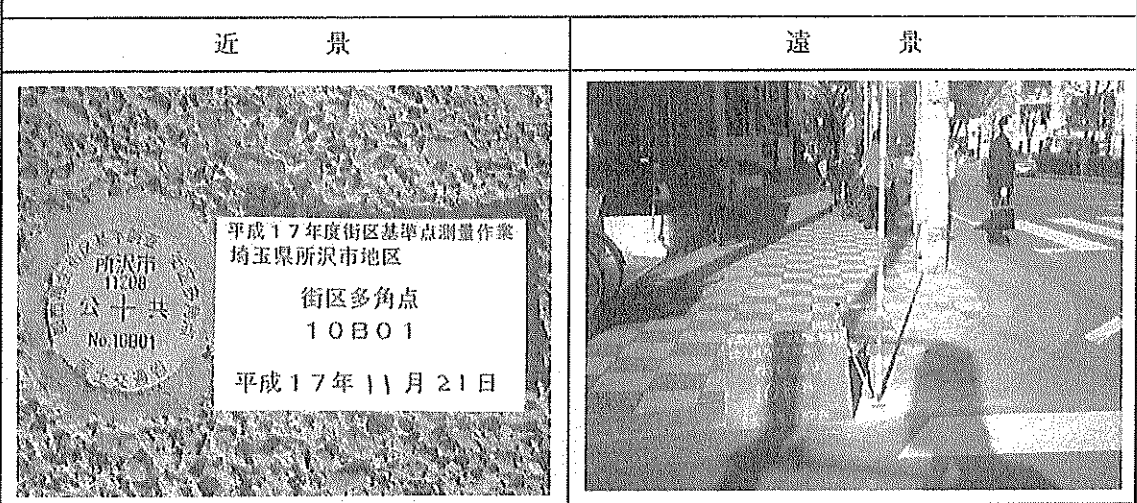 近景
遠景
所沢市
11208
公共
No.10B01
平成17年度街区基準点測量作業
埼玉県所沢市地区
街区多角点
10B01
平成17年11月21日